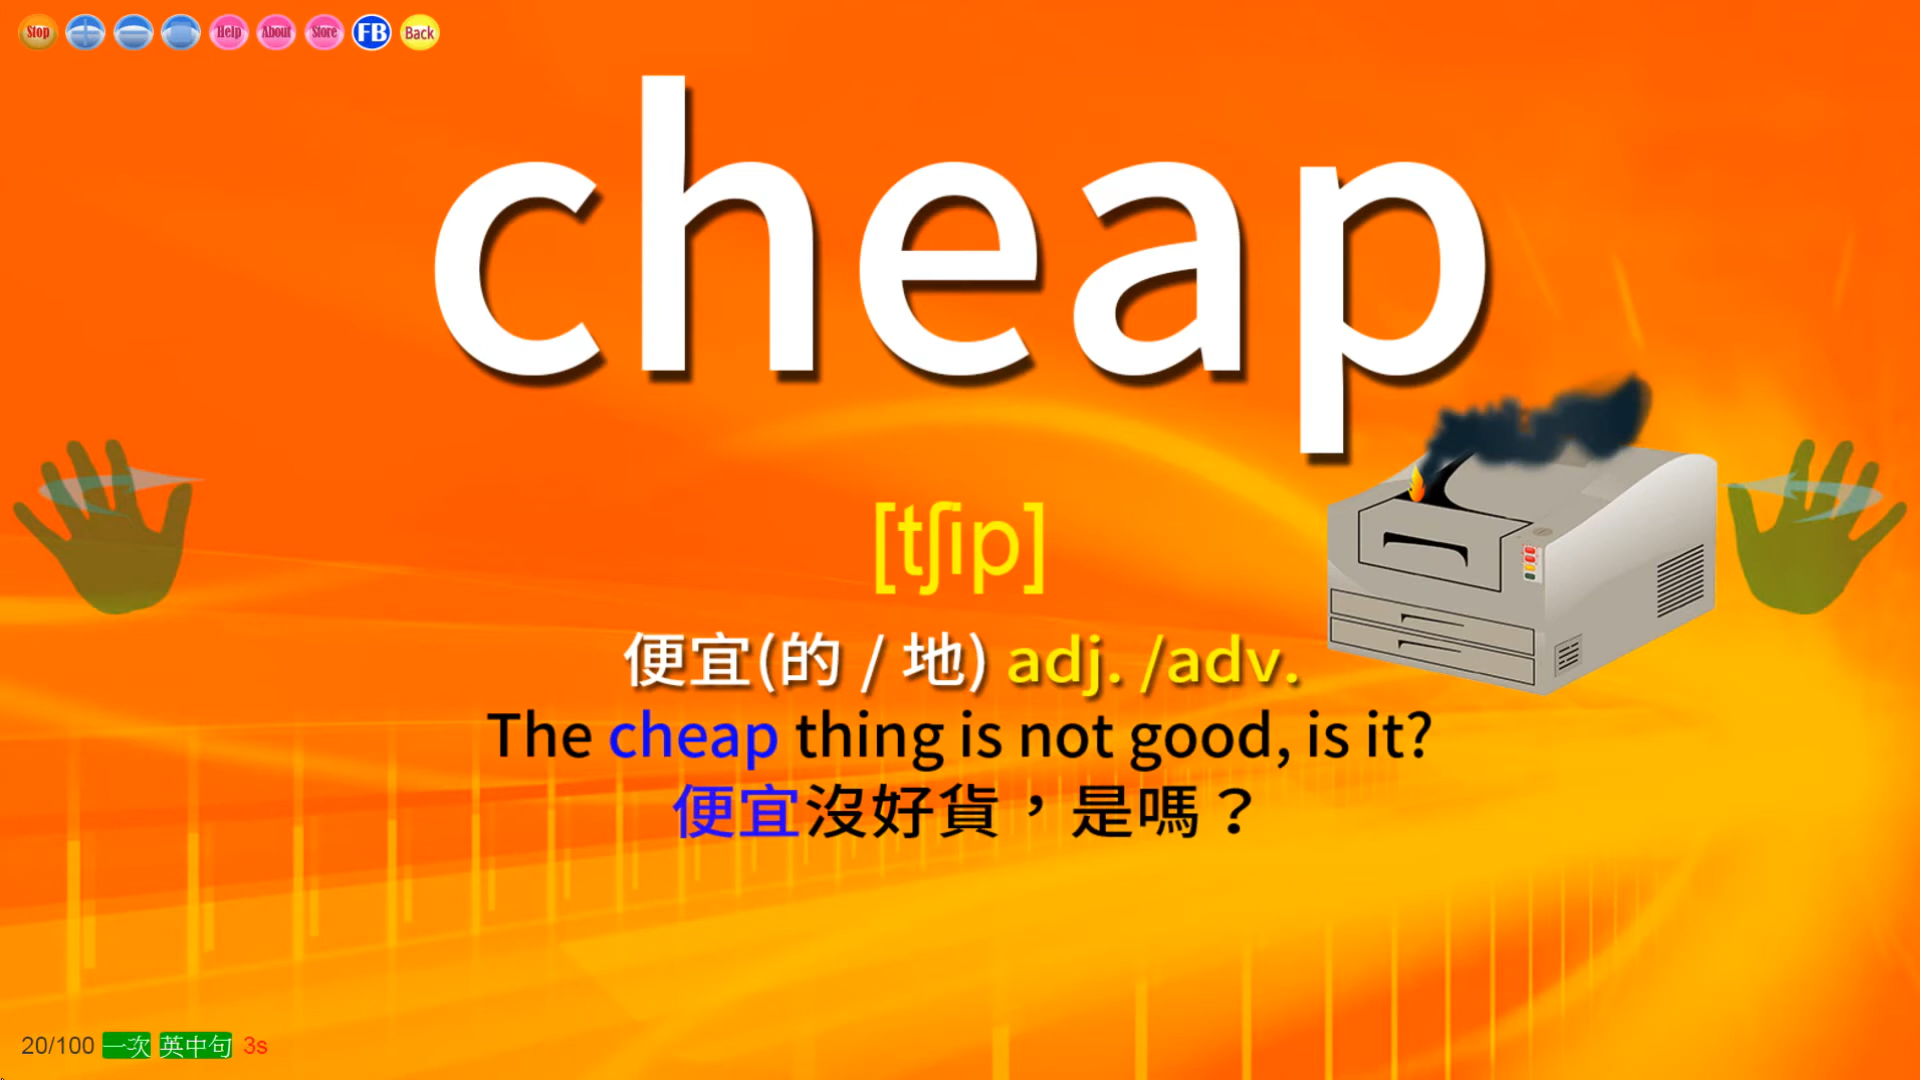 Stop Help About Store FB Back
cheap
[tʃip]
便宜(的 / 地) adj. /adv.
The cheap thing is not good, is it?
便宜沒好貨，是嗎？
20/100 一次 英中句 3s